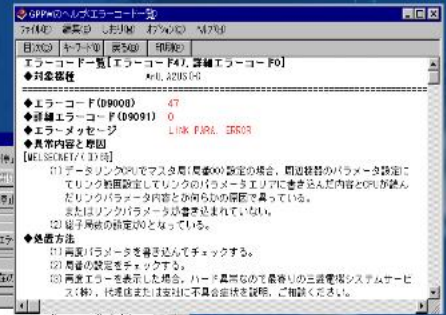 GPPWのヘルプ(エラーコード一覧)
ファイル(F) 編集(E) しおり(M) オプション(O) ヘルプ(H)
目次(C) キーワード(I) 戻る(B) 印刷(P)
エラーコード一覧[エラーコード47, 詳細エラーコード0]
◆対象機種 AnU, A2US(H)
◆エラーコード(D9008) 47
◆詳細エラーコード(D9091) 0
◆エラーメッセージ LINK PARA. ERROR
◆異常内容と原因
[MELSECNET/(Ⅱ)時]
(1) データリンクCPUでマスタ局(局番00)設定の場合、周辺機器のパラメータ設定に
てリンク範囲設定してリンクのパラメータエリアに書き込んだ内容とCPUが読ん
だリンクパラメータ内容とが何らかの原因で異っている。
またはリンクパラメータが書き込まれていない。
(2) 総子局数の設定が0となっている。
◆処置方法
(1) 再度パラメータを書き込んでチェックする。
(2) 局番の設定をチェックする。
(3) 再度エラーを表示した場合、ハード異常なので最寄りの三菱電機システムサービ
ス(株)、代理店または支社に不具合症状を説明、ご相談ください。